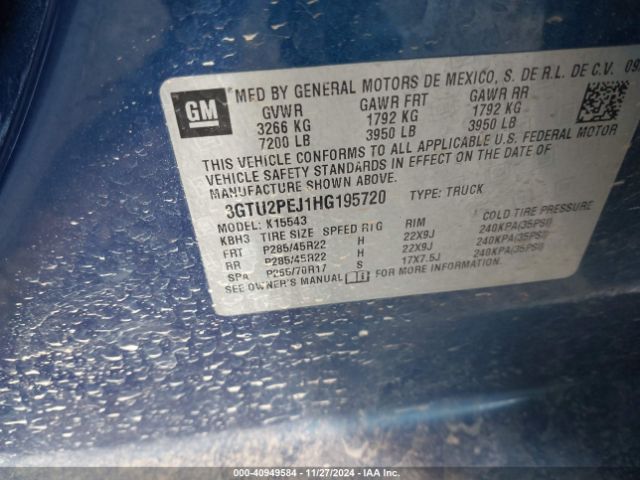 GM
MFD BY GENERAL MOTORS DE MEXICO, S. DE R.L. DE C.V.
GVWR GAWR FRT GAWR RR
3266 KG 1792 KG 1792 KG
7200 LB 3950 LB 3950 LB
THIS VEHICLE CONFORMS TO ALL APPLICABLE U.S. FEDERAL MOTOR
VEHICLE SAFETY STANDARDS IN EFFECT ON THE DATE OF
MANUFACTURE SHOWN ABOVE.
3GTU2PEJ1HG195720 TYPE: TRUCK
MODEL: K15543
KBH3 TIRE SIZE SPEED RTG RIM COLD TIRE PRESSURE
FRT P285/45R22 H 22X9J 240KPA(35PSI)
RR P285/45R22 H 22X9J 240KPA(35PSI)
SPA P255/70R17 S 17X7.5J 240KPA(35PSI)
SEE OWNER'S MANUAL FOR MORE INFORMATION.
000-40949584 - 11/27/2024 - IAA Inc.